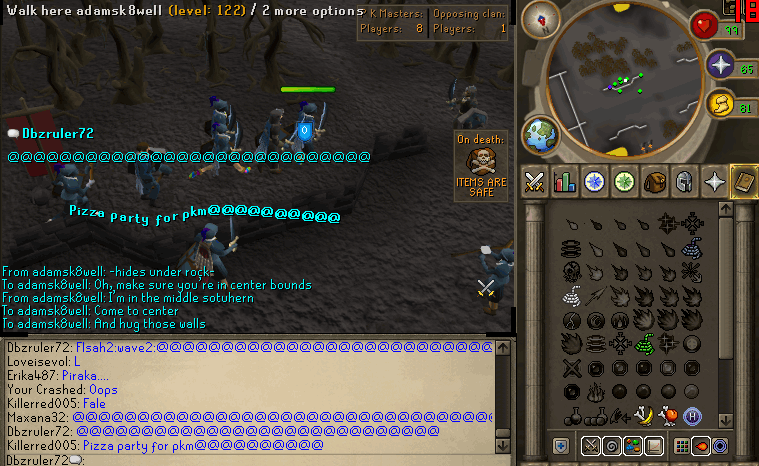 Walk here adamsk8well (level: 122) / 2 more options
P K Masters: Opposing clan:
Players: 8 Players: 1
18
99
65
81
0
Dbzruler72
@@@@@@@@@@@@@@@@@@@@@@@@@@@@
On death:
ITEMS ARE
SAFE
Pizza party for pkm@@@@@@@@@@
From adamsk8well: -hides under rock-
To adamsk8well: Oh, make sure you're in center bounds
From adamsk8well: I'm in the middle sotuhern
To adamsk8well: Come to center
To adamsk8well: And hug those walls
Dbzruler72: Flsah2:wave2:@@@@@@@@@@@@@@@@@@@@@@@@@@
Loveisevol: L
Erika487: Piraka....
Your Crashed: Oops
Killerred005: Fale
Maxana32: @@@@@@@@@@@@@@@@@@@@@@@@@@@@@@@@
Dbzruler72: @@@@@@@@@@@@@@@@@@@@@@@@@@@@
Killerred005: Pizza party for pkm@@@@@@@@@@
Dbzruler72:
H